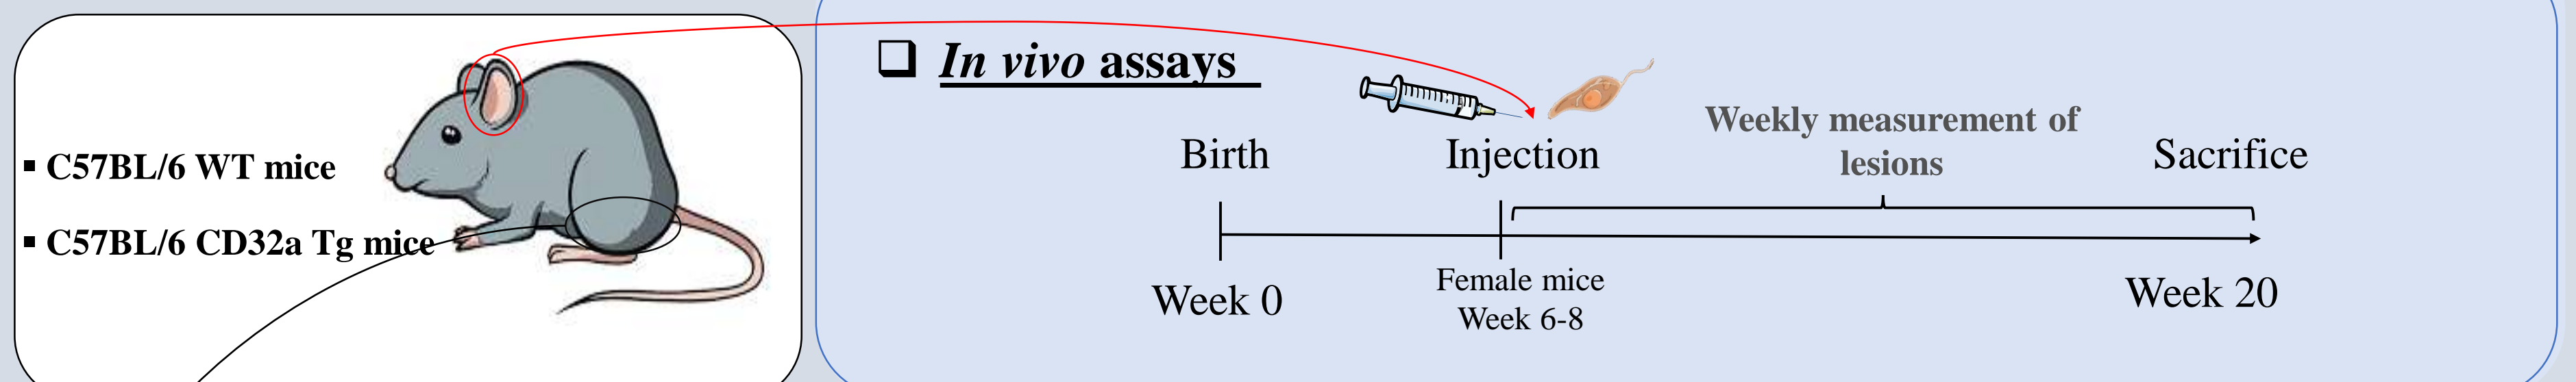 ▪ C57BL/6 WT mice
▪ C57BL/6 CD32a Tg mice
❑ In vivo assays
Birth
Injection
Weekly measurement of
lesions
Sacrifice
Week 0
Female mice
Week 6-8
Week 20